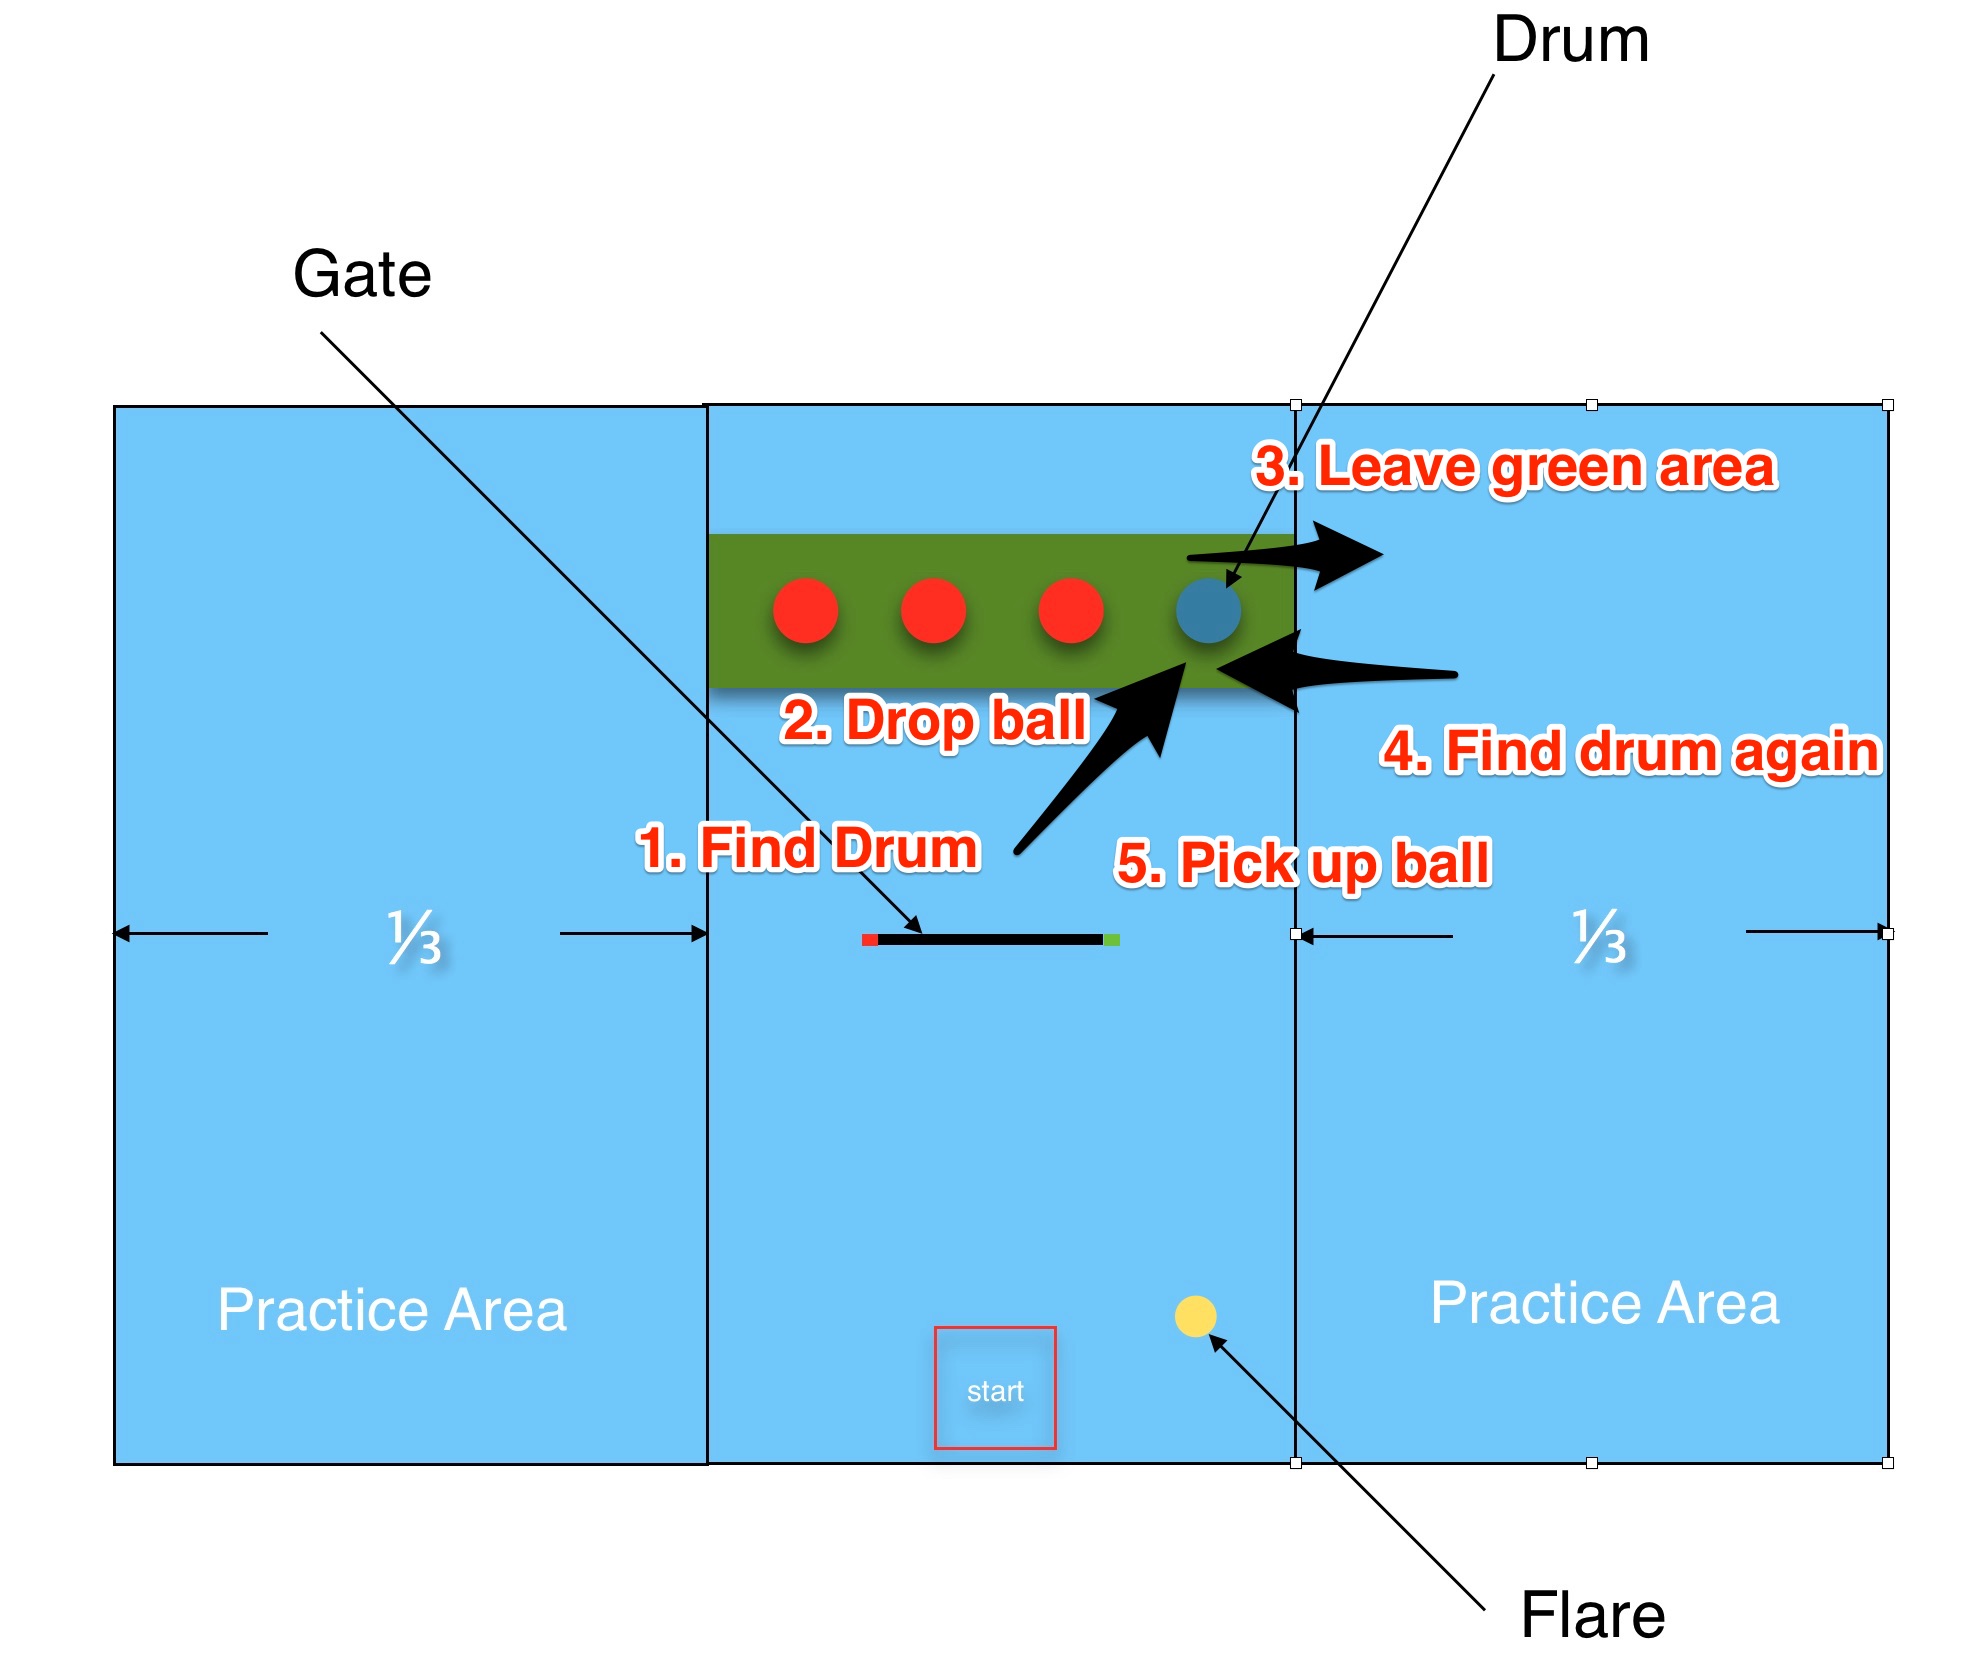 Drum
Gate
3. Leave green area
2. Drop ball
4. Find drum again
1. Find Drum
5. Pick up ball
⅓
⅓
Practice Area
Practice Area
start
Flare